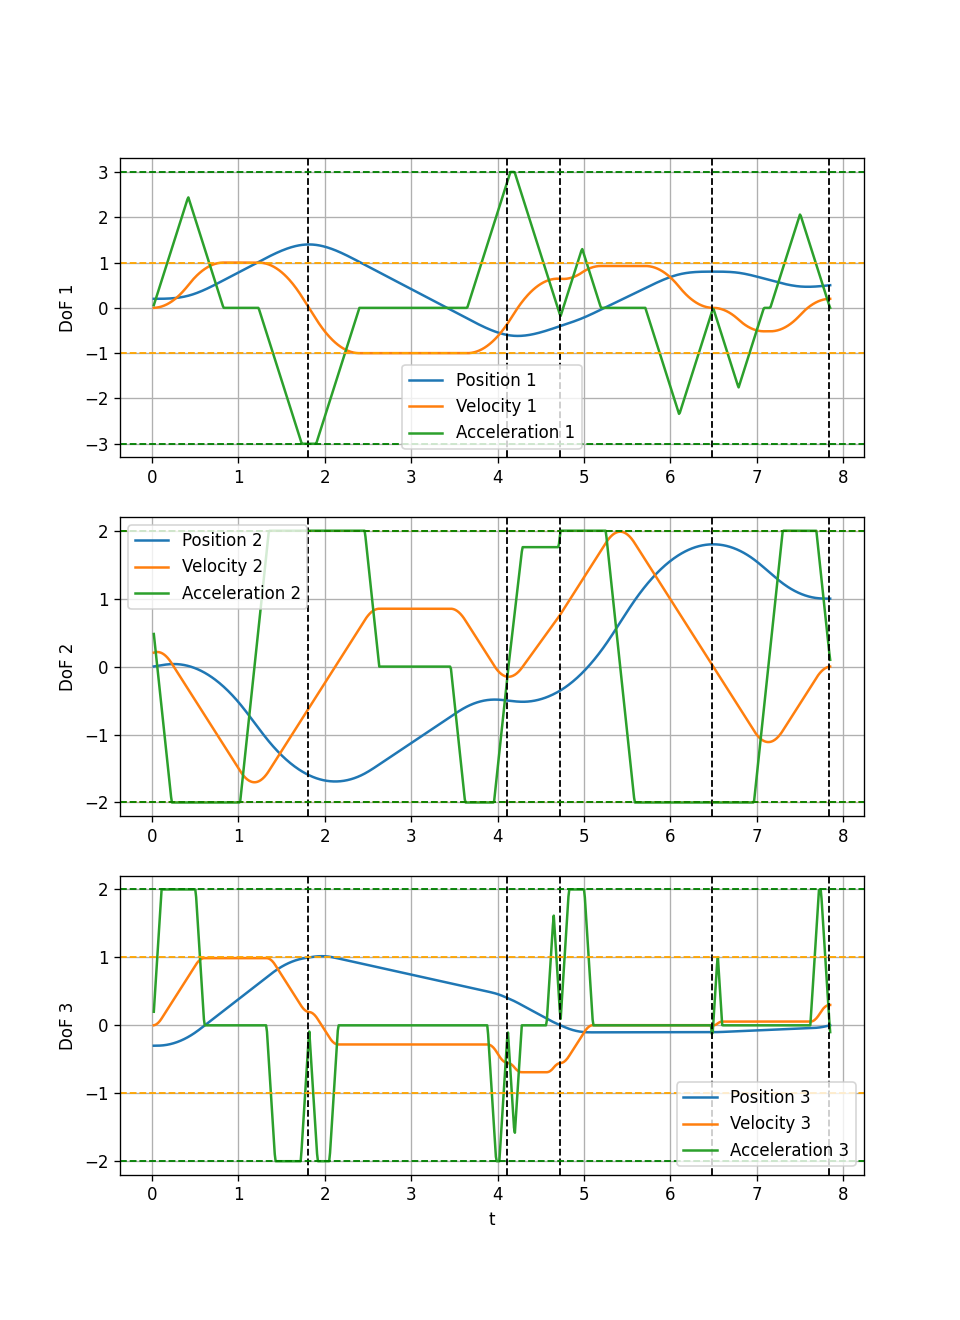 3
2
1
0
−1
−2
−3
DoF 1
Position 1
Velocity 1
Acceleration 1
0 1 2 3 4 5 6 7 8
2
1
0
−1
−2
DoF 2
Position 2
Velocity 2
Acceleration 2
0 1 2 3 4 5 6 7 8
2
1
0
−1
−2
DoF 3
Position 3
Velocity 3
Acceleration 3
0 1 2 3 4 5 6 7 8
t